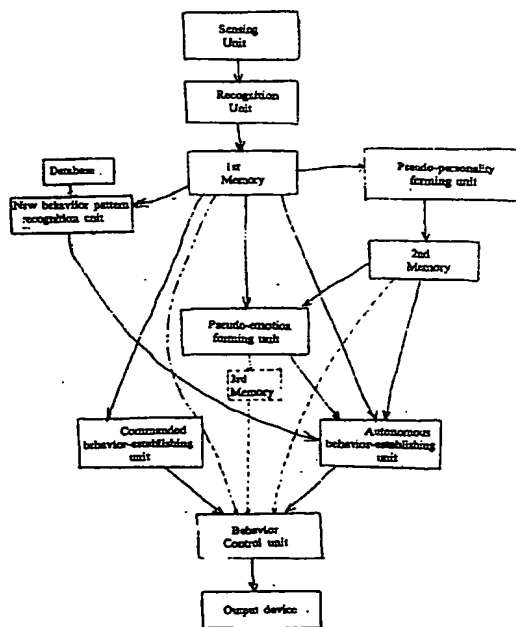 Sensing
Unit
Recognition
Unit
1st
Memory
Database
Pseudo-personality
forming unit
New behavior pattern
recognition unit
2nd
Memory
Pseudo-emotion
forming unit
3rd
Memory
Commanded
behavior-establishing
unit
Autonomous
behavior-establishing
unit
Behavior
Control unit
Output device